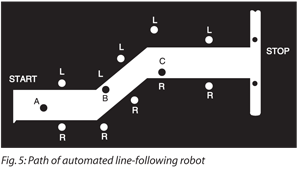 L
L L
START L L C STOP
A B R R
R R R
Fig. 5: Path of automated line-following robot